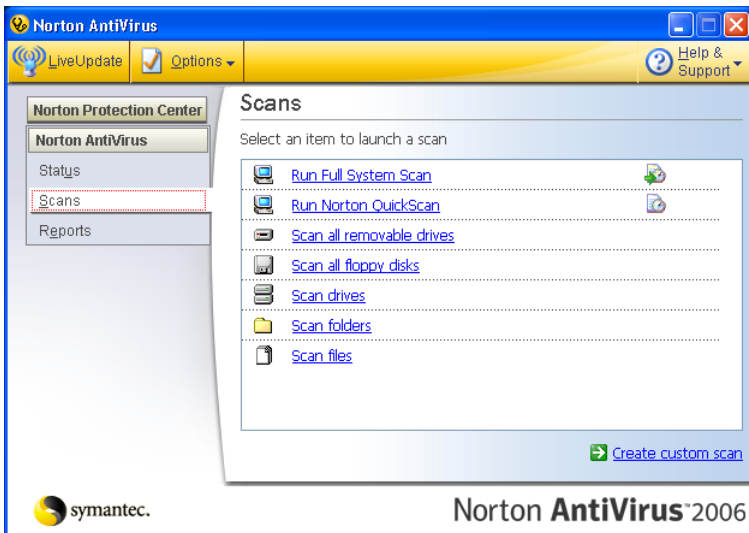 Norton AntiVirus
LiveUpdate
Options
Help &
Support
Norton Protection Center
Norton AntiVirus
Status
Scans
Reports
Scans
Select an item to launch a scan
Run Full System Scan
Run Norton QuickScan
Scan all removable drives
Scan all floppy disks
Scan drives
Scan folders
Scan files
Create custom scan
symantec.
Norton AntiVirus™2006